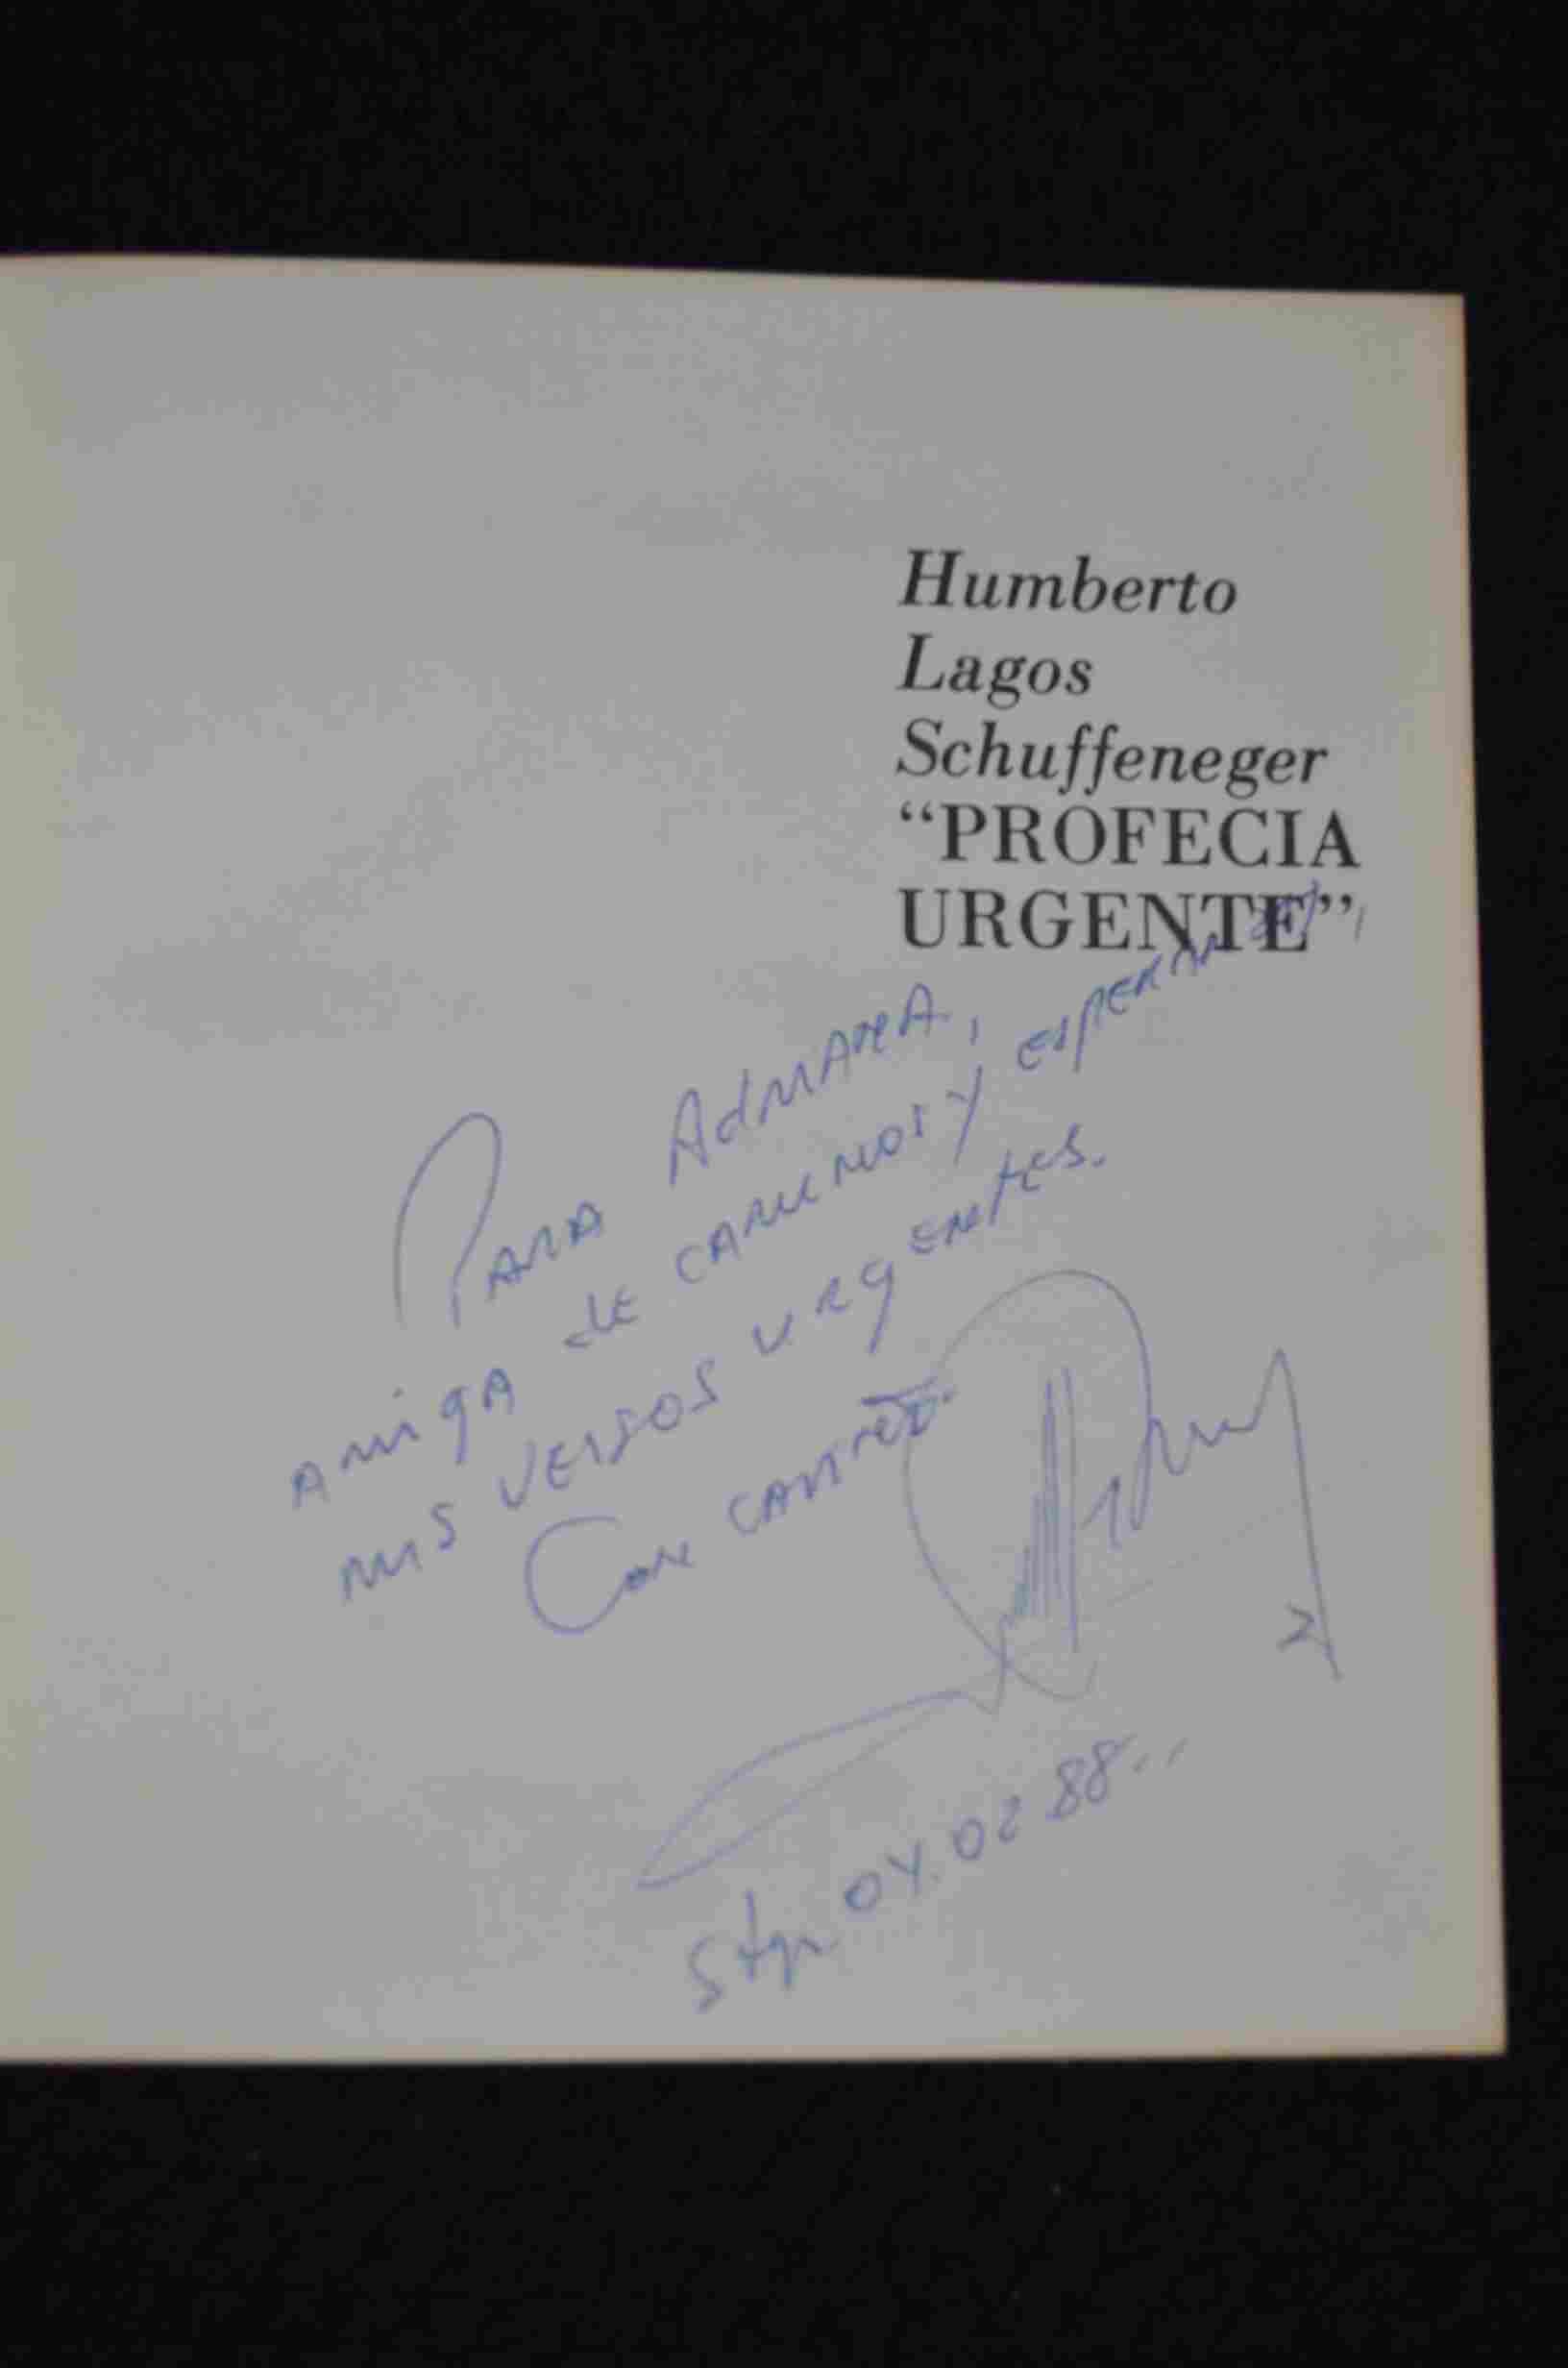 Humberto
Lagos
Schuffeneger
“PROFECIA
URGENTE”
PARA ADRIANA,
AMIGA DE CAMINOS Y ESPERANZAS,
MIS VERSOS URGENTES.
CON CARIÑO.
Stgo 04.02 88..